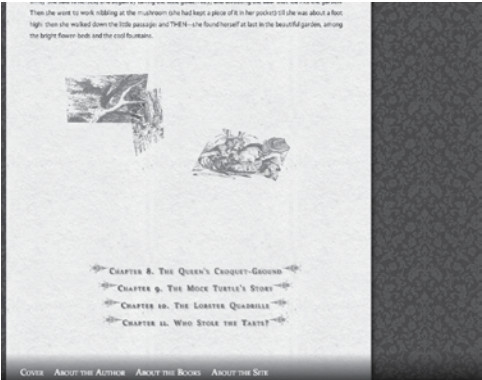 Then she went to work nibbling at the mushroom (she had kept a piece of it in her pocket) till she was about a foot
high: then she walked down the little passage: and THEN—she found herself at last in the beautiful garden, among
the bright flower-beds and the cool fountains.
Chapter 8. The Queen's Croquet-Ground
Chapter 9. The Mock Turtle's Story
Chapter 10. The Lobster Quadrille
Chapter 11. Who Stole the Tarts?
Cover About the Author About the Books About the Site